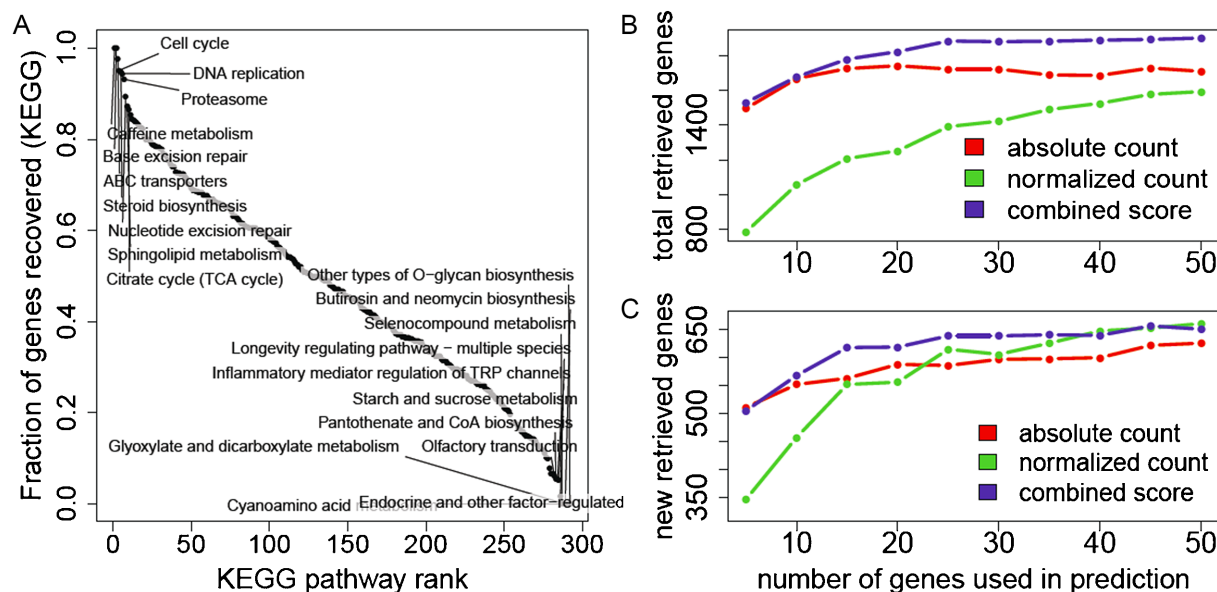 A
Fraction of genes recovered (KEGG)
1.0
0.8
0.6
0.4
0.2
0.0
Cell cycle
DNA replication
Proteasome
Caffeine metabolism
Base excision repair
ABC transporters
Steroid biosynthesis
Nucleotide excision repair
Sphingolipid metabolism
Citrate cycle (TCA cycle)
Other types of O-glycan biosynthesis
Butirosin and neomycin biosynthesis
Selenocompound metabolism
Longevity regulating pathway - multiple species
Inflammatory mediator regulation of TRP channels
Starch and sucrose metabolism
Pantothenate and CoA biosynthesis
Glyoxylate and dicarboxylate metabolism
Olfactory transduction
Cyanoamino acid metabolism
Endocrine and other factor-regulated
0 50 100 150 200 250 300
KEGG pathway rank
B
total retrieved genes
1400
800
absolute count
normalized count
combined score
10 20 30 40 50
C
new retrieved genes
650
500
350
absolute count
normalized count
combined score
10 20 30 40 50
number of genes used in prediction